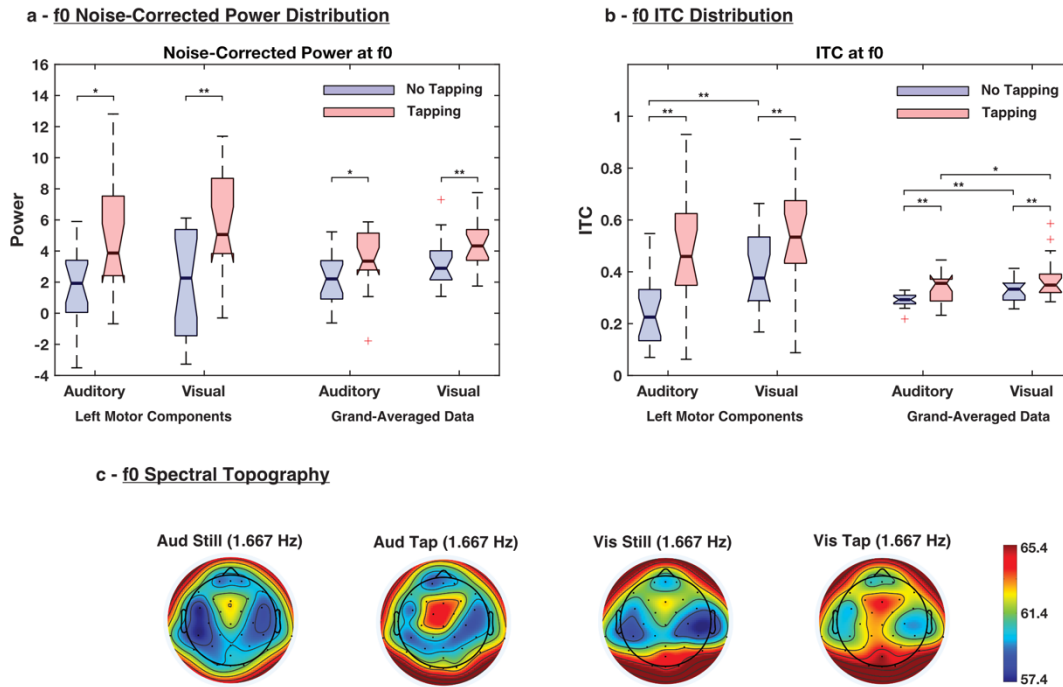 a - f0 Noise-Corrected Power Distribution
Noise-Corrected Power at f0
Power
16
14
12
10
8
6
4
2
0
-2
-4
No Tapping
Tapping
*
**
*
**
Auditory
Visual
Auditory
Visual
Left Motor Components
Grand-Averaged Data
b - f0 ITC Distribution
ITC at f0
ITC
1
0.8
0.6
0.4
0.2
0
No Tapping
Tapping
**
**
**
*
**
**
**
Auditory
Visual
Auditory
Visual
Left Motor Components
Grand-Averaged Data
c - f0 Spectral Topography
Aud Still (1.667 Hz)
Aud Tap (1.667 Hz)
Vis Still (1.667 Hz)
Vis Tap (1.667 Hz)
65.4
61.4
57.4